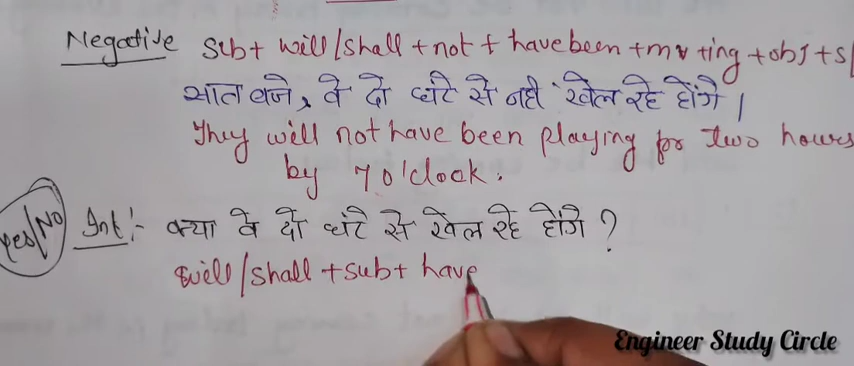 Negative Sub+ will/shall + not + have been + mv +ing + obj + s
सात बजे, वे दो घंटे से नहीं खेल रहे होंगे |
They will not have been playing for two hours
by 7 o'clock.
Yes/No Int:- क्या वे दो घंटे से खेल रहे होंगे ?
will/shall + sub + have
Engineer Study Circle